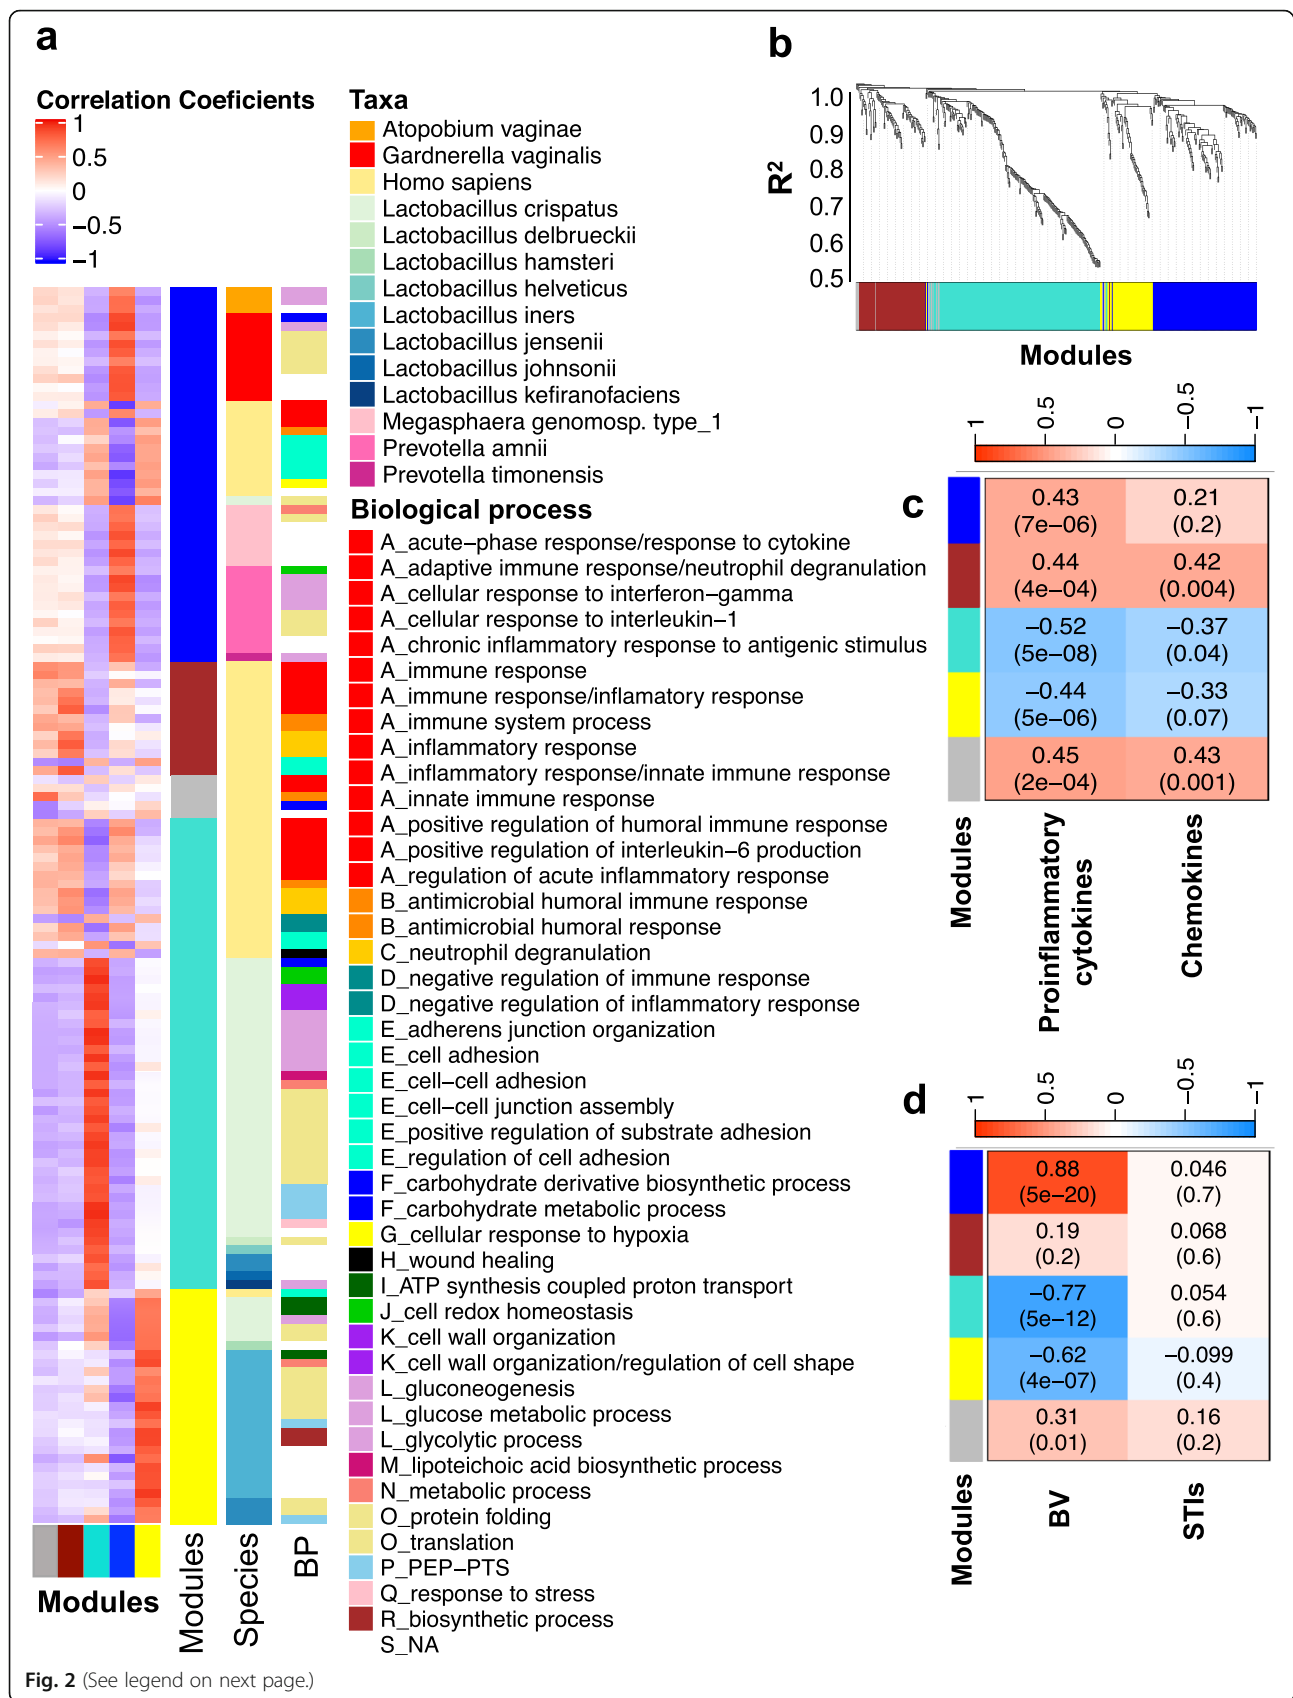 a
Correlation Coeficients
1
0.5
0
−0.5
−1
Taxa
Atopobium vaginae
Gardnerella vaginalis
Homo sapiens
Lactobacillus crispatus
Lactobacillus delbrueckii
Lactobacillus hamsteri
Lactobacillus helveticus
Lactobacillus iners
Lactobacillus jensenii
Lactobacillus johnsonii
Lactobacillus kefiranofaciens
Megasphaera genomosp. type_1
Prevotella amnii
Prevotella timonensis
Biological process
A_acute−phase response/response to cytokine
A_adaptive immune response/neutrophil degranulation
A_cellular response to interferon−gamma
A_cellular response to interleukin−1
A_chronic inflammatory response to antigenic stimulus
A_immune response
A_immune response/inflamatory response
A_immune system process
A_inflammatory response
A_inflammatory response/innate immune response
A_innate immune response
A_positive regulation of humoral immune response
A_positive regulation of interleukin−6 production
A_regulation of acute inflammatory response
B_antimicrobial humoral immune response
B_antimicrobial humoral response
C_neutrophil degranulation
D_negative regulation of immune response
D_negative regulation of inflammatory response
E_adherens junction organization
E_cell adhesion
E_cell−cell adhesion
E_cell−cell junction assembly
E_positive regulation of substrate adhesion
E_regulation of cell adhesion
F_carbohydrate derivative biosynthetic process
F_carbohydrate metabolic process
G_cellular response to hypoxia
H_wound healing
I_ATP synthesis coupled proton transport
J_cell redox homeostasis
K_cell wall organization
K_cell wall organization/regulation of cell shape
L_gluconeogenesis
L_glucose metabolic process
L_glycolytic process
M_lipoteichoic acid biosynthetic process
N_metabolic process
O_protein folding
O_translation
P_PEP−PTS
Q_response to stress
R_biosynthetic process
S_NA
Modules
Modules
Species
BP
b
R²
1.0
0.9
0.8
0.7
0.6
0.5
Modules
c
1
0.5
0
−0.5
−1
0.43
(7e−06)
0.21
(0.2)
0.44
(4e−04)
0.42
(0.004)
−0.52
(5e−08)
−0.37
(0.04)
−0.44
(5e−06)
−0.33
(0.07)
0.45
(2e−04)
0.43
(0.001)
Modules
Proinflammatory
cytokines
Chemokines
d
1
0.5
0
−0.5
−1
0.88
(5e−20)
0.046
(0.7)
0.19
(0.2)
0.068
(0.6)
−0.77
(5e−12)
0.054
(0.6)
−0.62
(4e−07)
−0.099
(0.4)
0.31
(0.01)
0.16
(0.2)
Modules
BV
STIs
Fig. 2 (See legend on next page.)